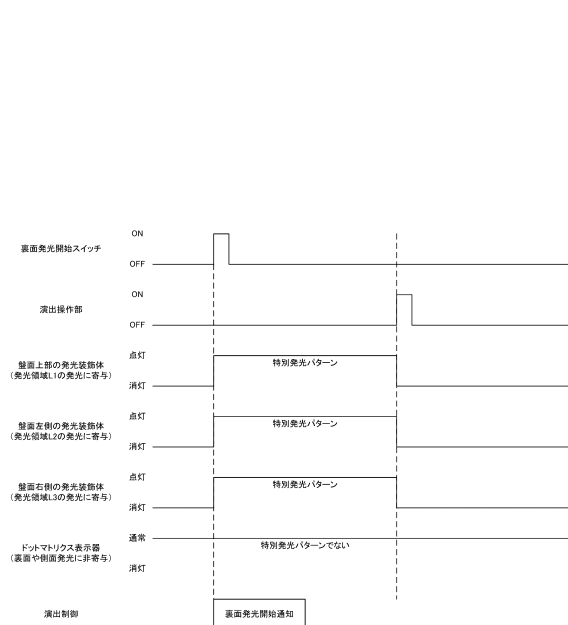 ON
裏面発光開始スイッチ
OFF
ON
演出操作部
OFF
点灯
盤面上部の発光装飾体
(発光領域L1の発光に寄与)
特別発光パターン
消灯
点灯
盤面左側の発光装飾体
(発光領域L2の発光に寄与)
特別発光パターン
消灯
点灯
盤面右側の発光装飾体
(発光領域L3の発光に寄与)
特別発光パターン
消灯
通常
ドットマトリクス表示器
(裏面や側面発光に非寄与)
特別発光パターンでない
消灯
演出制御
裏面発光開始通知